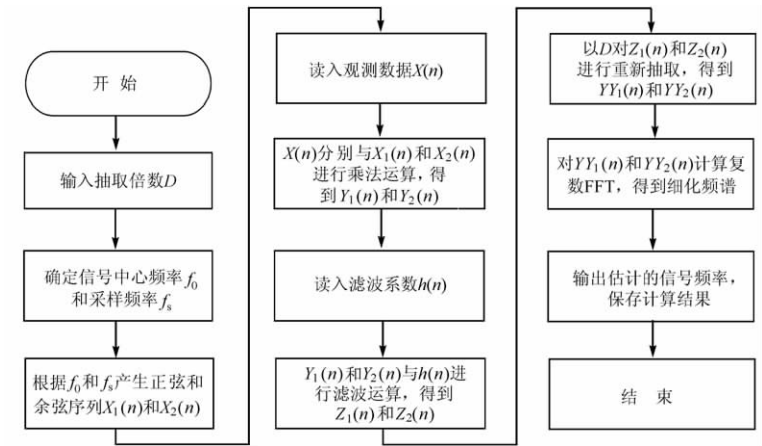 开 始
输入抽取倍数D
确定信号中心频率f₀
和采样频率fₛ
根据f₀和fₛ产生正弦和
余弦序列X₁(n)和X₂(n)
读入观测数据X(n)
X(n)分别与X₁(n)和X₂(n)
进行乘法运算，得
到Y₁(n)和Y₂(n)
读入滤波系数h(n)
Y₁(n)和Y₂(n)与h(n)进
行滤波运算，得到
Z₁(n)和Z₂(n)
以D对Z₁(n)和Z₂(n)
进行重新抽取，得到
YY₁(n)和YY₂(n)
对YY₁(n)和YY₂(n)计算复
数FFT，得到细化频谱
输出估计的信号频率，
保存计算结果
结 束